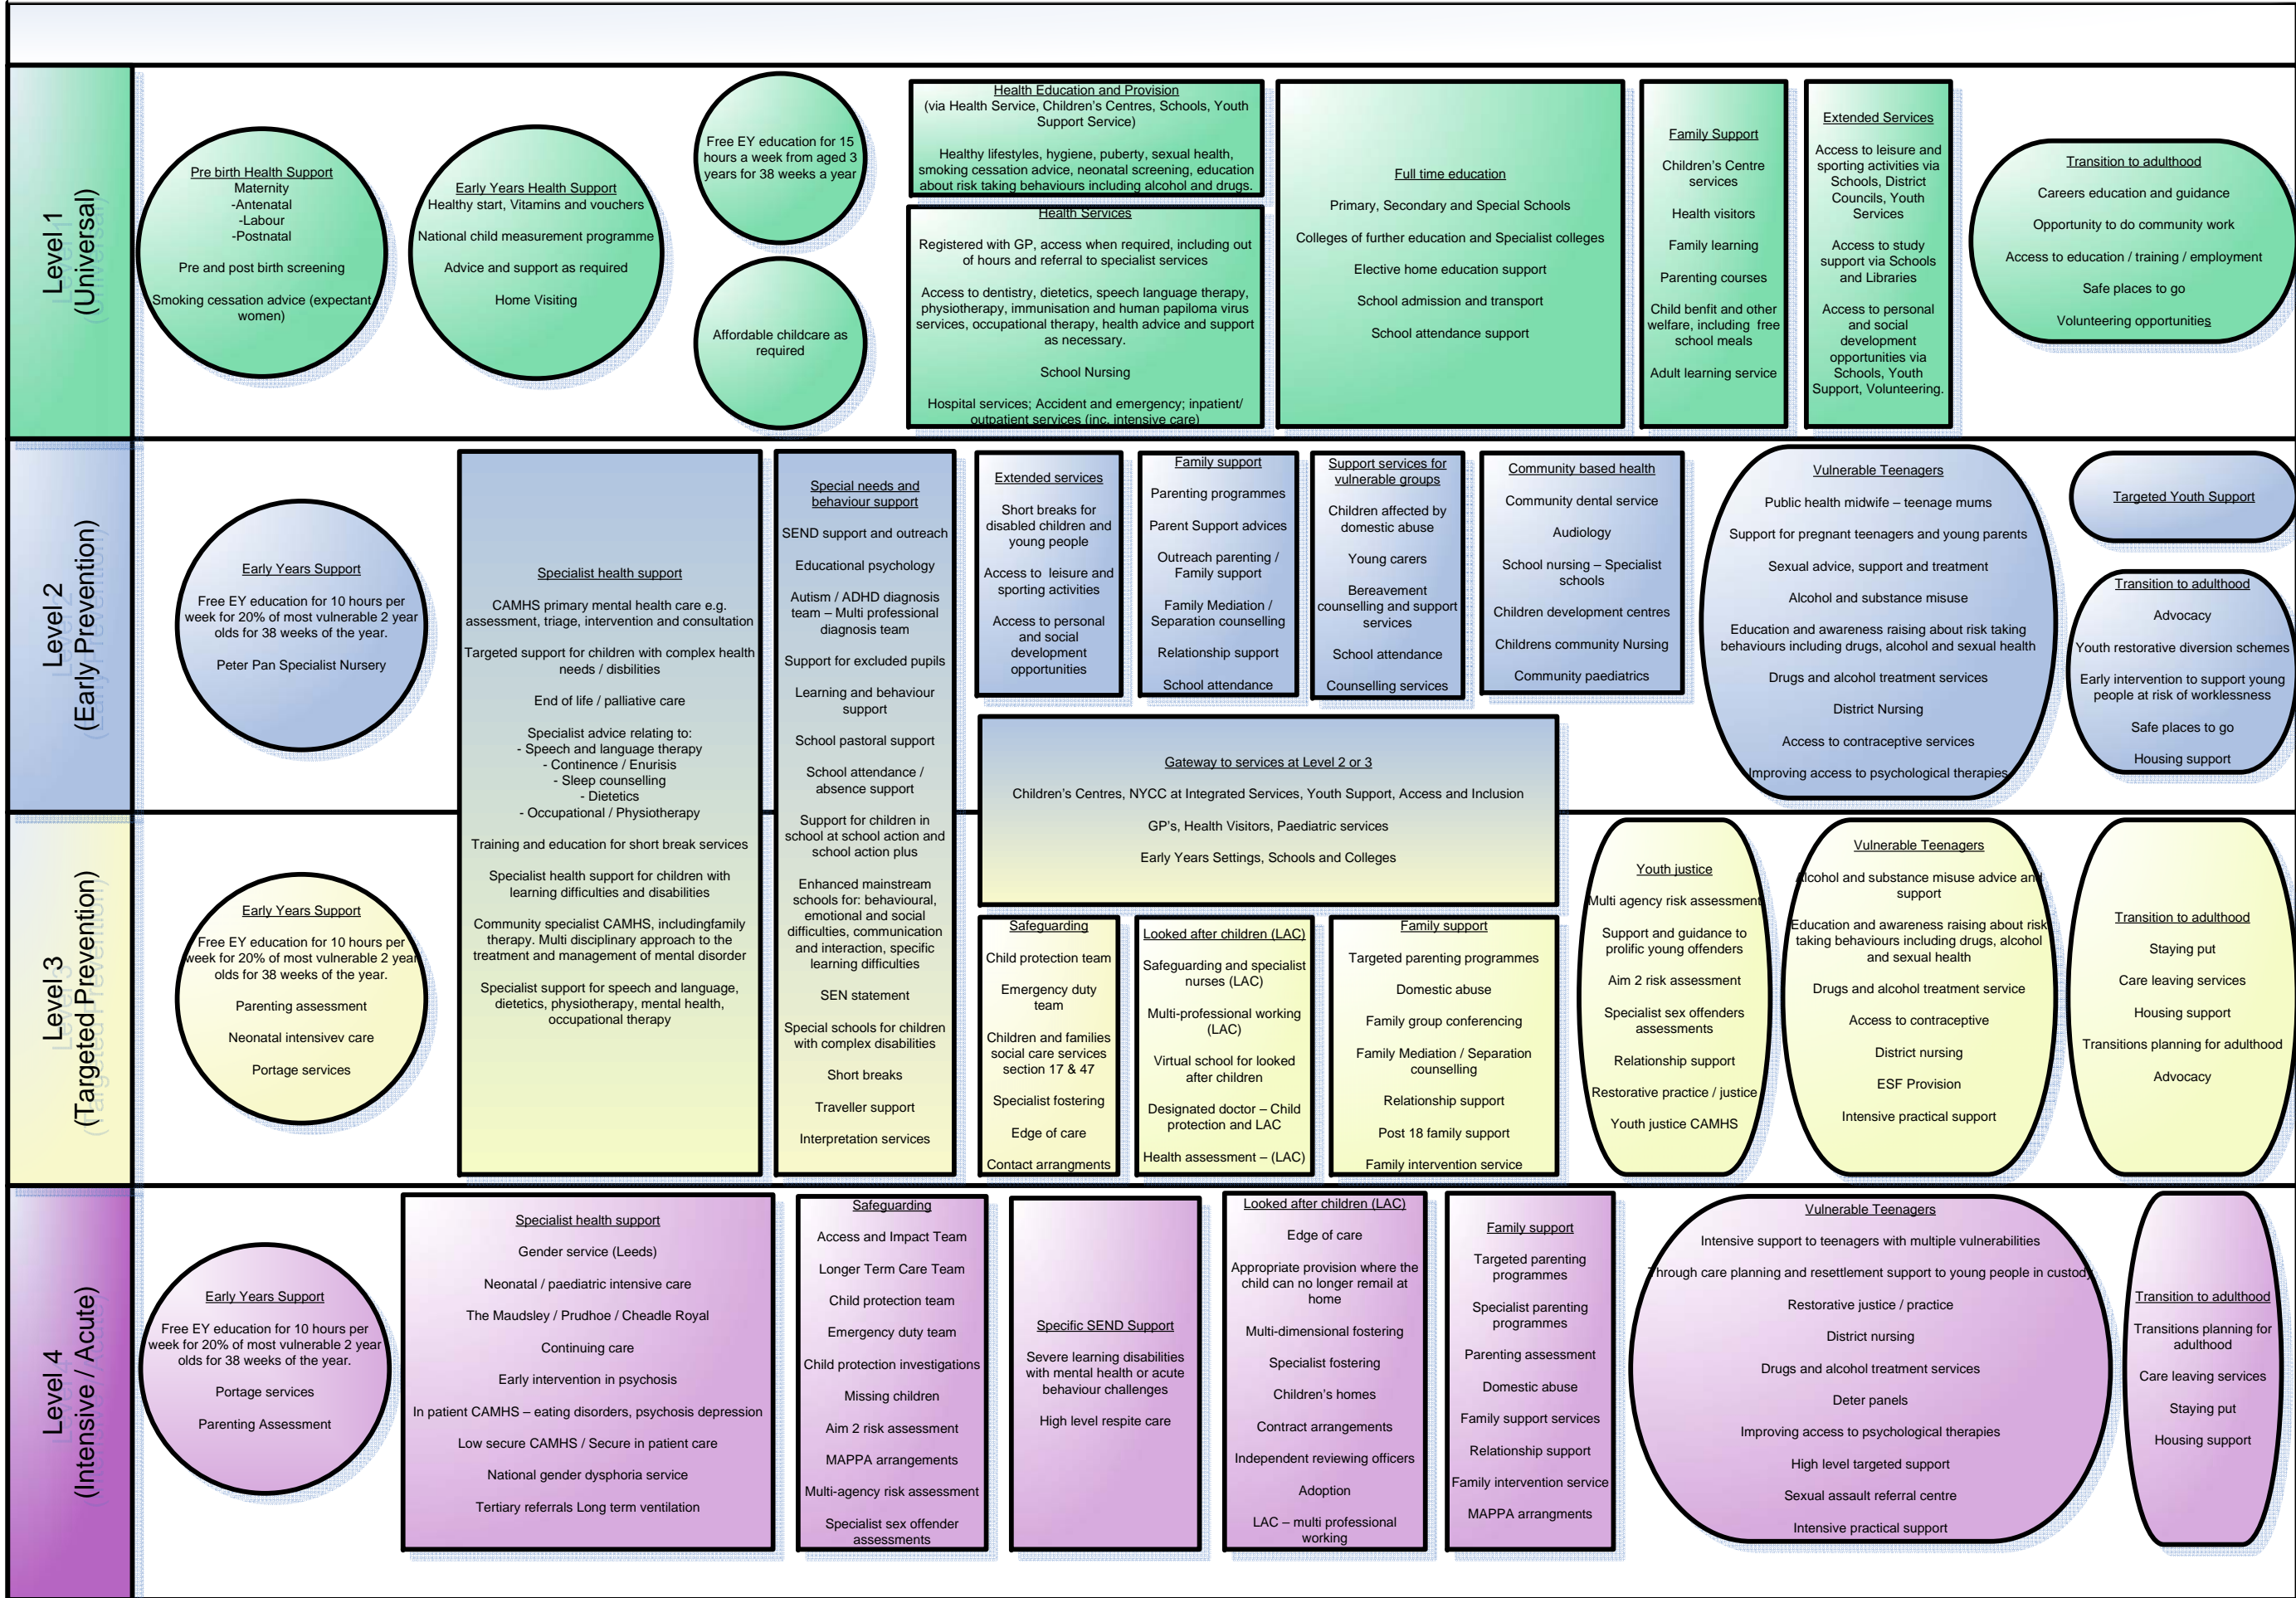 Level 1
(Universal)
Pre birth Health Support
Maternity
-Antenatal
-Labour
-Postnatal
Pre and post birth screening
Smoking cessation advice (expectant
women)
Early Years Health Support
Healthy start, Vitamins and vouchers
National child measurement programme
Advice and support as required
Home Visiting
Free EY education for 15
hours a week from aged 3
years for 38 weeks a year
Affordable childcare as
required
Health Education and Provision
(via Health Service, Children's Centres, Schools, Youth
Support Service)
Healthy lifestyles, hygiene, puberty, sexual health,
smoking cessation advice, neonatal screening, education
about risk taking behaviours including alcohol and drugs.
Health Services
Registered with GP, access when required, including out
of hours and referral to specialist services
Access to dentistry, dietetics, speech language therapy,
physiotherapy, immunisation and human papiloma virus
services, occupational therapy, health advice and support
as necessary.
School Nursing
Hospital services; Accident and emergency; inpatient/
outpatient services (inc. intensive care)
Full time education
Primary, Secondary and Special Schools
Colleges of further education and Specialist colleges
Elective home education support
School admission and transport
School attendance support
Family Support
Children's Centre
services
Health visitors
Family learning
Parenting courses
Child benfit and other
welfare, including free
school meals
Adult learning service
Extended Services
Access to leisure and
sporting activities via
Schools, District
Councils, Youth
Services
Access to study
support via Schools
and Libraries
Access to personal
and social
development
opportunities via
Schools, Youth
Support, Volunteering.
Transition to adulthood
Careers education and guidance
Opportunity to do community work
Access to education / training / employment
Safe places to go
Volunteering opportunities
Level 2
(Early Prevention)
Early Years Support
Free EY education for 10 hours per
week for 20% of most vulnerable 2 year
olds for 38 weeks of the year.
Peter Pan Specialist Nursery
Specialist health support
CAMHS primary mental health care e.g.
assessment, triage, intervention and consultation
Targeted support for children with complex health
needs / disbilities
End of life / palliative care
Specialist advice relating to:
- Speech and language therapy
- Continence / Enurisis
- Sleep counselling
- Dietetics
- Occupational / Physiotherapy
Training and education for short break services
Specialist health support for children with
learning difficulties and disabilities
Community specialist CAMHS, includingfamily
therapy. Multi disciplinary approach to the
treatment and management of mental disorder
Specialist support for speech and language,
dietetics, physiotherapy, mental health,
occupational therapy
Special needs and
behaviour support
SEND support and outreach
Educational psychology
Autism / ADHD diagnosis
team – Multi professional
diagnosis team
Support for excluded pupils
Learning and behaviour
support
School pastoral support
School attendance /
absence support
Support for children in
school at school action and
school action plus
Enhanced mainstream
schools for: behavioural,
emotional and social
difficulties, communication
and interaction, specific
learning difficulties
SEN statement
Special schools for children
with complex disabilities
Short breaks
Traveller support
Interpretation services
Extended services
Short breaks for
disabled children and
young people
Access to leisure and
sporting activities
Access to personal
and social
development
opportunities
Family support
Parenting programmes
Parent Support advices
Outreach parenting /
Family support
Family Mediation /
Separation counselling
Relationship support
School attendance
Support services for
vulnerable groups
Children affected by
domestic abuse
Young carers
Bereavement
counselling and support
services
School attendance
Counselling services
Community based health
Community dental service
Audiology
School nursing – Specialist
schools
Children development centres
Childrens community Nursing
Community paediatrics
Vulnerable Teenagers
Public health midwife – teenage mums
Support for pregnant teenagers and young parents
Sexual advice, support and treatment
Alcohol and substance misuse
Education and awareness raising about risk taking
behaviours including drugs, alcohol and sexual health
Drugs and alcohol treatment services
District Nursing
Access to contraceptive services
Improving access to psychological therapies
Targeted Youth Support
Transition to adulthood
Advocacy
Youth restorative diversion schemes
Early intervention to support young
people at risk of worklessness
Safe places to go
Housing support
Gateway to services at Level 2 or 3
Children's Centres, NYCC at Integrated Services, Youth Support, Access and Inclusion
GP's, Health Visitors, Paediatric services
Early Years Settings, Schools and Colleges
Level 3
(Targeted Prevention)
Early Years Support
Free EY education for 10 hours per
week for 20% of most vulnerable 2 year
olds for 38 weeks of the year.
Parenting assessment
Neonatal intensivev care
Portage services
Safeguarding
Child protection team
Emergency duty
team
Children and families
social care services
section 17 & 47
Specialist fostering
Edge of care
Contact arrangments
Looked after children (LAC)
Safeguarding and specialist
nurses (LAC)
Multi-professional working
(LAC)
Virtual school for looked
after children
Designated doctor – Child
protection and LAC
Health assessment – (LAC)
Family support
Targeted parenting programmes
Domestic abuse
Family group conferencing
Family Mediation / Separation
counselling
Relationship support
Post 18 family support
Family intervention service
Youth justice
Multi agency risk assessment
Support and guidance to
prolific young offenders
Aim 2 risk assessment
Specialist sex offenders
assessments
Relationship support
Restorative practice / justice
Youth justice CAMHS
Vulnerable Teenagers
Alcohol and substance misuse advice and
support
Education and awareness raising about risk
taking behaviours including drugs, alcohol
and sexual health
Drugs and alcohol treatment service
Access to contraceptive
District nursing
ESF Provision
Intensive practical support
Transition to adulthood
Staying put
Care leaving services
Housing support
Transitions planning for adulthood
Advocacy
Level 4
(Intensive / Acute)
Early Years Support
Free EY education for 10 hours per
week for 20% of most vulnerable 2 year
olds for 38 weeks of the year.
Portage services
Parenting Assessment
Specialist health support
Gender service (Leeds)
Neonatal / paediatric intensive care
The Maudsley / Prudhoe / Cheadle Royal
Continuing care
Early intervention in psychosis
In patient CAMHS – eating disorders, psychosis depression
Low secure CAMHS / Secure in patient care
National gender dysphoria service
Tertiary referrals Long term ventilation
Safeguarding
Access and Impact Team
Longer Term Care Team
Child protection team
Emergency duty team
Child protection investigations
Missing children
Aim 2 risk assessment
MAPPA arrangements
Multi-agency risk assessment
Specialist sex offender
assessments
Specific SEND Support
Severe learning disabilities
with mental health or acute
behaviour challenges
High level respite care
Looked after children (LAC)
Edge of care
Appropriate provision where the
child can no longer remail at
home
Multi-dimensional fostering
Specialist fostering
Children's homes
Contract arrangements
Independent reviewing officers
Adoption
LAC – multi professional
working
Family support
Targeted parenting
programmes
Specialist parenting
programmes
Parenting assessment
Domestic abuse
Family support services
Relationship support
Family intervention service
MAPPA arrangments
Vulnerable Teenagers
Intensive support to teenagers with multiple vulnerabilities
Through care planning and resettlement support to young people in custody
Restorative justice / practice
District nursing
Drugs and alcohol treatment services
Deter panels
Improving access to psychological therapies
High level targeted support
Sexual assault referral centre
Intensive practical support
Transition to adulthood
Transitions planning for
adulthood
Care leaving services
Staying put
Housing support